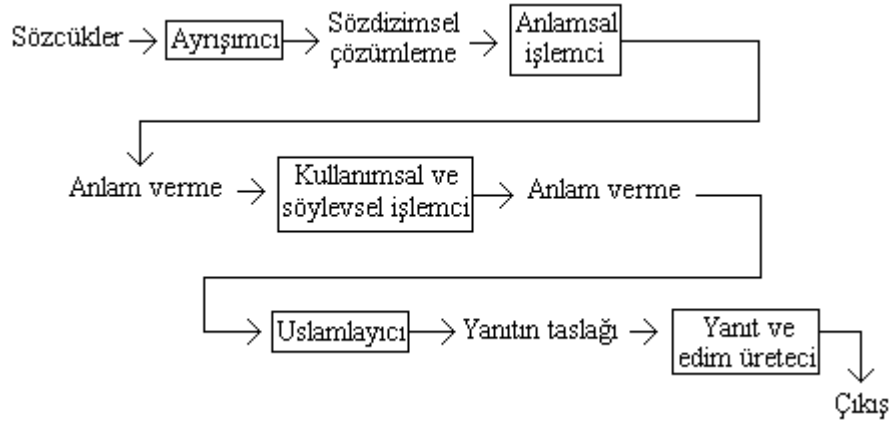 Sözcükler
Ayrışımcı
Sözdizimsel
çözümleme
Anlamsal
işlemci
Anlam verme
Kullanımsal ve
söylevsel işlemci
Anlam verme
Uslamlayıcı
Yanıtın taslağı
Yanıt ve
edim üreteci
Çıkış